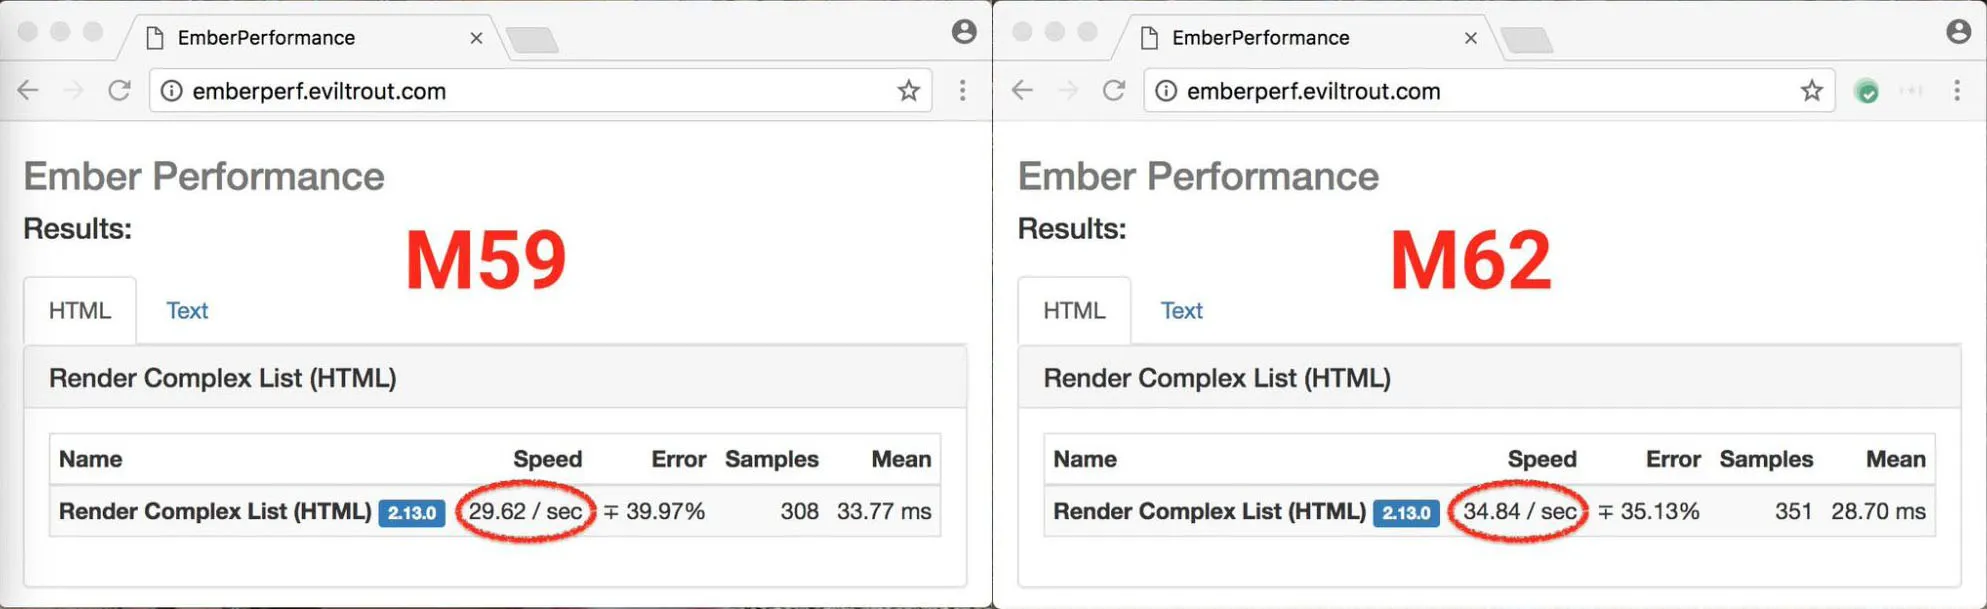 EmberPerformance
emberperf.eviltrout.com
Ember Performance
Results:
M59
HTML Text
Render Complex List (HTML)
Name Speed Error Samples Mean
Render Complex List (HTML) 2.13.0 29.62 / sec ∓ 39.97% 308 33.77 ms
EmberPerformance
emberperf.eviltrout.com
Ember Performance
Results:
M62
HTML Text
Render Complex List (HTML)
Name Speed Error Samples Mean
Render Complex List (HTML) 2.13.0 34.84 / sec ∓ 35.13% 351 28.70 ms